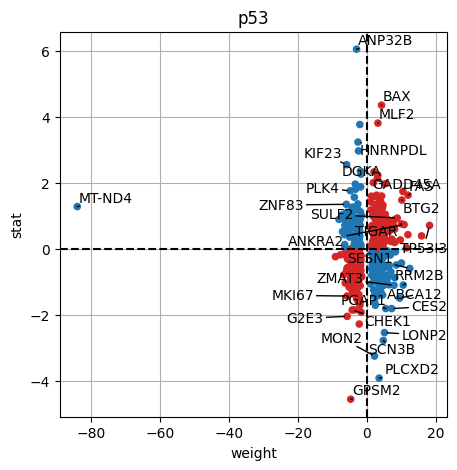 p53
ANP32B
BAX
MLF2
KIF23
HNRNPDL
DGKA
GADD45A
FAS
PLK4
MT-ND4
ZNF83
BTG2
SULF2
TIGAR
ANKRA2
TP53I3
SESN1
RRM2B
ZMAT3
MKI67
ABCA12
PGAP1
CES2
G2E3
CHEK1
MON2
LONP2
SCN3B
PLCXD2
GPSM2
6
4
2
0
−2
−4
stat
−80
−60
−40
−20
0
20
weight